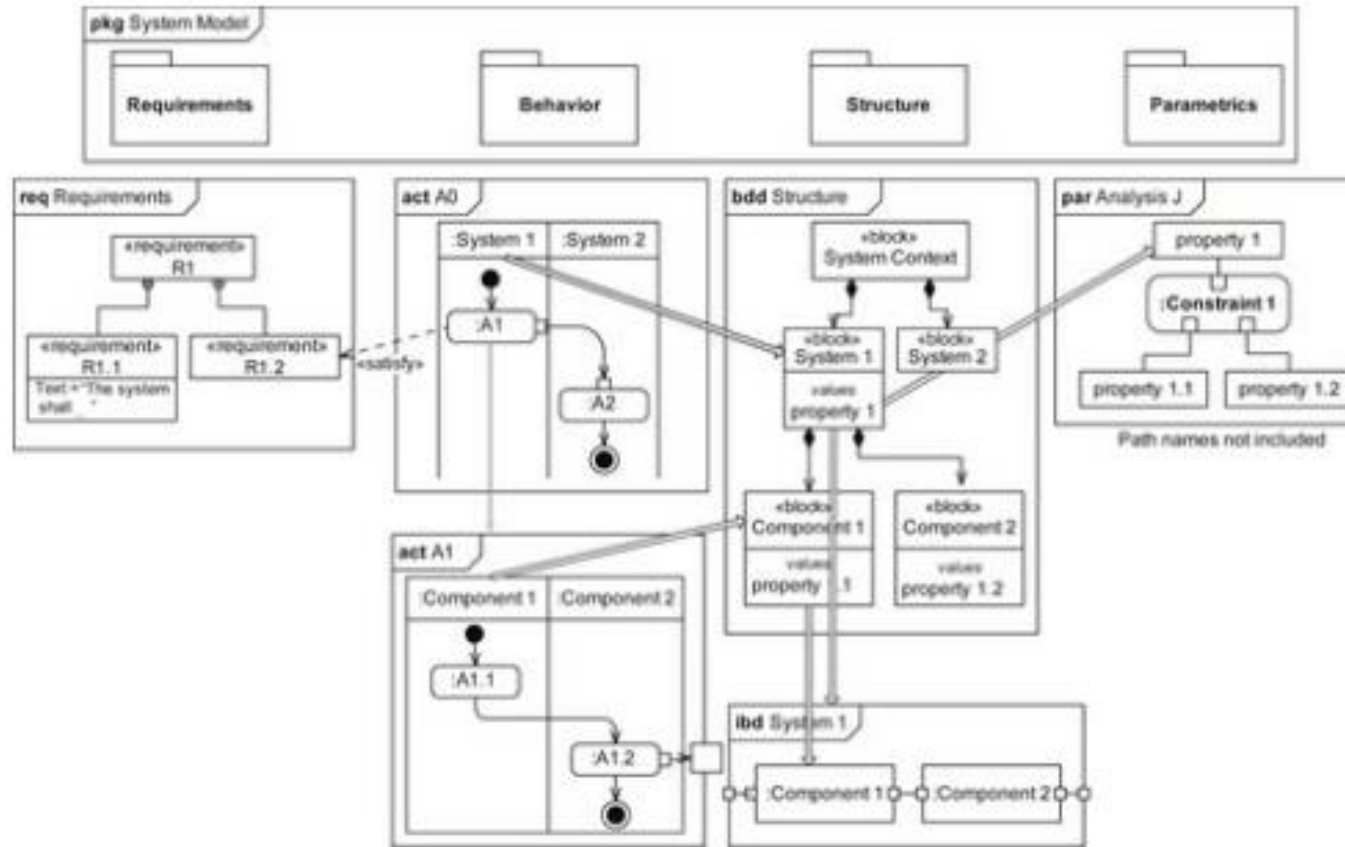 pkg System Model
Requirements
Behavior
Structure
Parametrics
req Requirements
«requirement»
R1
«requirement»
R1.1
Text = "The system
shall _ "
«requirement»
R1.2
«satisfy»
act A0
:System 1
:System 2
:A1
:A2
bdd Structure
«block»
System Context
«block»
System 1
values
property 1
«block»
System 2
«block»
Component 1
values
property 1.1
«block»
Component 2
values
property 1.2
par Analysis J
property 1
:Constraint 1
property 1.1
property 1.2
Path names not included
act A1
:Component 1
:Component 2
:A1.1
:A1.2
ibd System 1
:Component 1
:Component 2